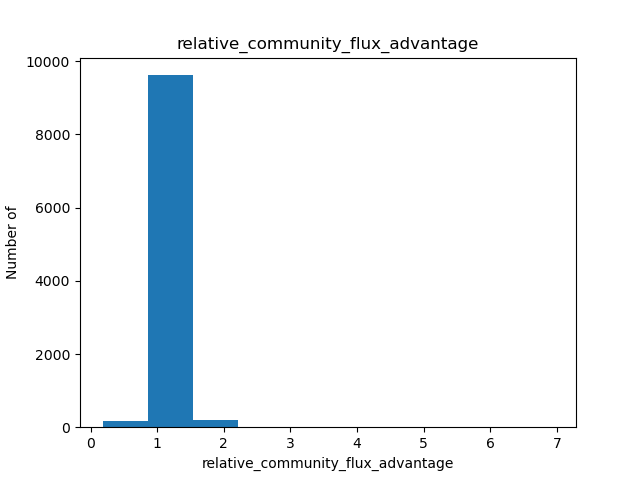 relative_community_flux_advantage
10000
8000
6000
4000
2000
0
Number of
0 1 2 3 4 5 6 7
relative_community_flux_advantage